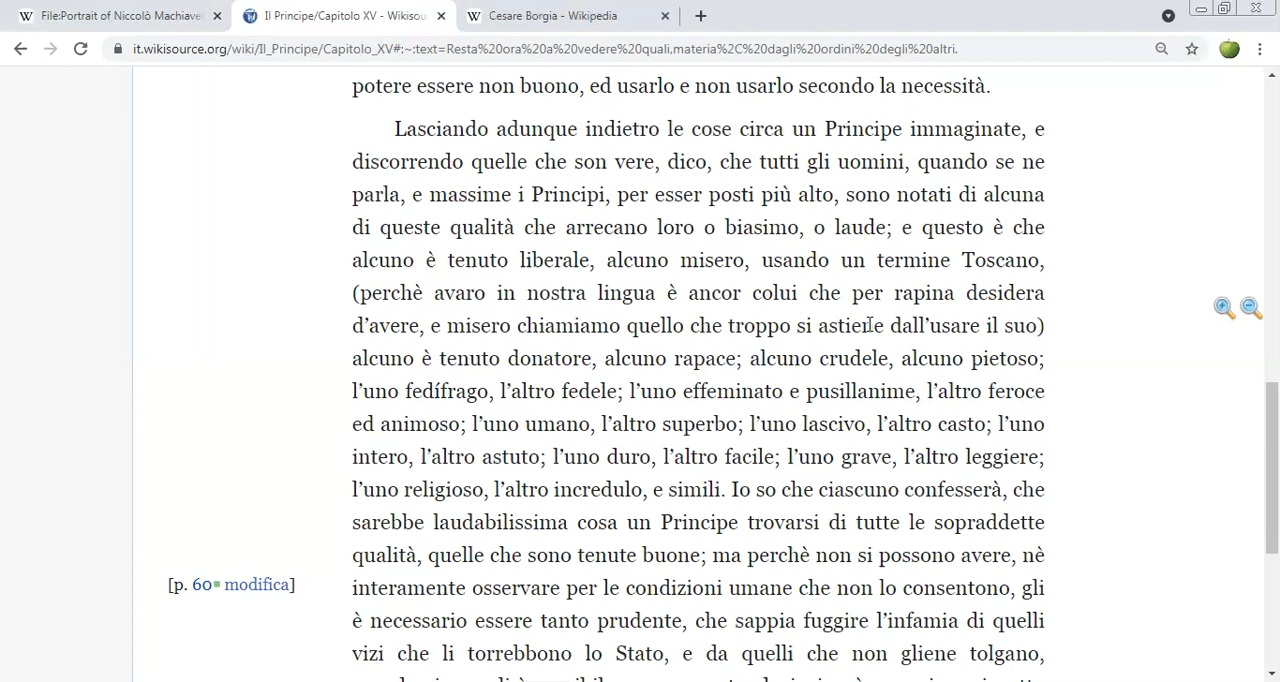 File:Portrait of Niccolò Machiavel
Il Principe/Capitolo XV - Wikisou
Cesare Borgia - Wikipedia
it.wikisource.org/wiki/Il_Principe/Capitolo_XV#:~:text=Resta%20ora%20a%20vedere%20quali,materia%2C%20dagli%20ordini%20degli%20altri.
potere essere non buono, ed usarlo e non usarlo secondo la necessità.
Lasciando adunque indietro le cose circa un Principe immaginate, e
discorrendo quelle che son vere, dico, che tutti gli uomini, quando se ne
parla, e massime i Principi, per esser posti più alto, sono notati di alcuna
di queste qualità che arrecano loro o biasimo, o laude; e questo è che
alcuno è tenuto liberale, alcuno misero, usando un termine Toscano,
(perchè avaro in nostra lingua è ancor colui che per rapina desidera
d’avere, e misero chiamiamo quello che troppo si astiene dall’usare il suo)
alcuno è tenuto donatore, alcuno rapace; alcuno crudele, alcuno pietoso;
l’uno fedífrago, l’altro fedele; l’uno effeminato e pusillanime, l’altro feroce
ed animoso; l’uno umano, l’altro superbo; l’uno lascivo, l’altro casto; l’uno
intero, l’altro astuto; l’uno duro, l’altro facile; l’uno grave, l’altro leggiere;
l’uno religioso, l’altro incredulo, e simili. Io so che ciascuno confesserà, che
sarebbe laudabilissima cosa un Principe trovarsi di tutte le sopraddette
qualità, quelle che sono tenute buone; ma perchè non si possono avere, nè
[p. 60 modifica]
interamente osservare per le condizioni umane che non lo consentono, gli
è necessario essere tanto prudente, che sappia fuggire l’infamia di quelli
vizi che li torrebbono lo Stato, e da quelli che non gliene tolgano,